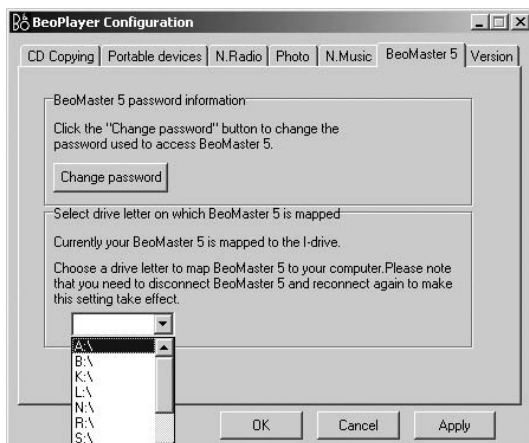 BeoPlayer Configuration
CD Copying Portable devices N.Radio Photo N.Music BeoMaster 5 Version
BeoMaster 5 password information
Click the "Change password" button to change the
password used to access BeoMaster 5.
Change password
Select drive letter on which BeoMaster 5 is mapped
Currently your BeoMaster 5 is mapped to the I-drive.
Choose a drive letter to map BeoMaster 5 to your computer.Please note
that you need to disconnect BeoMaster 5 and reconnect again to make
this setting take effect.
A:\
B:\
K:\
L:\
N:\
R:\
S:\
OK Cancel Apply